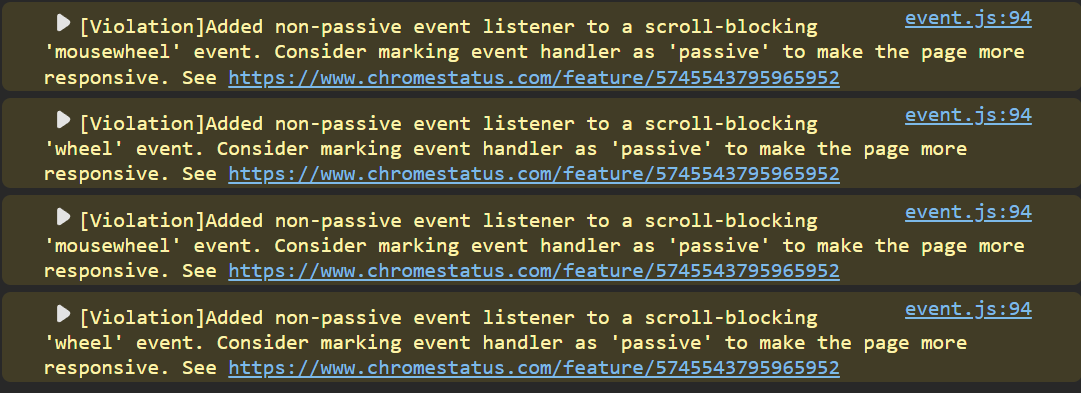 [Violation]Added non-passive event listener to a scroll-blocking event.js:94
'mousewheel' event. Consider marking event handler as 'passive' to make the page more
responsive. See https://www.chromestatus.com/feature/5745543795965952
[Violation]Added non-passive event listener to a scroll-blocking event.js:94
'wheel' event. Consider marking event handler as 'passive' to make the page more
responsive. See https://www.chromestatus.com/feature/5745543795965952
[Violation]Added non-passive event listener to a scroll-blocking event.js:94
'mousewheel' event. Consider marking event handler as 'passive' to make the page more
responsive. See https://www.chromestatus.com/feature/5745543795965952
[Violation]Added non-passive event listener to a scroll-blocking event.js:94
'wheel' event. Consider marking event handler as 'passive' to make the page more
responsive. See https://www.chromestatus.com/feature/5745543795965952